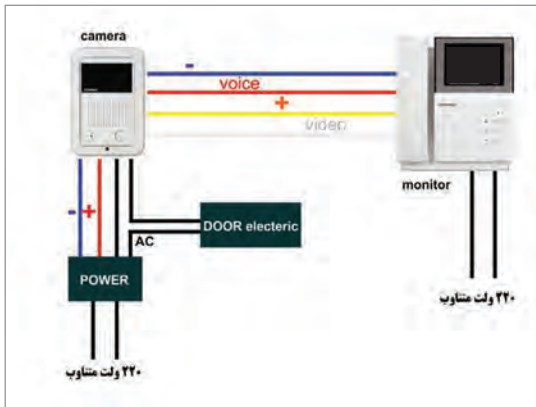 camera
-
voice
+
video
monitor
- +
DOOR electeric
AC
POWER
۲۲۰ ولت متناوب
۲۲۰ ولت متناوب